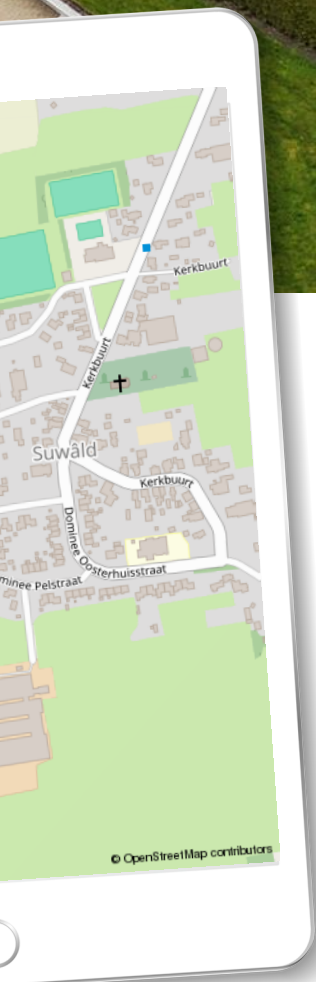 Kerkbuurt
Kerkbuurt
Suwâld
Kerkbuurt
Dominee Oosterhuisstraat
minee Pelstraat
© OpenStreetMap contributors